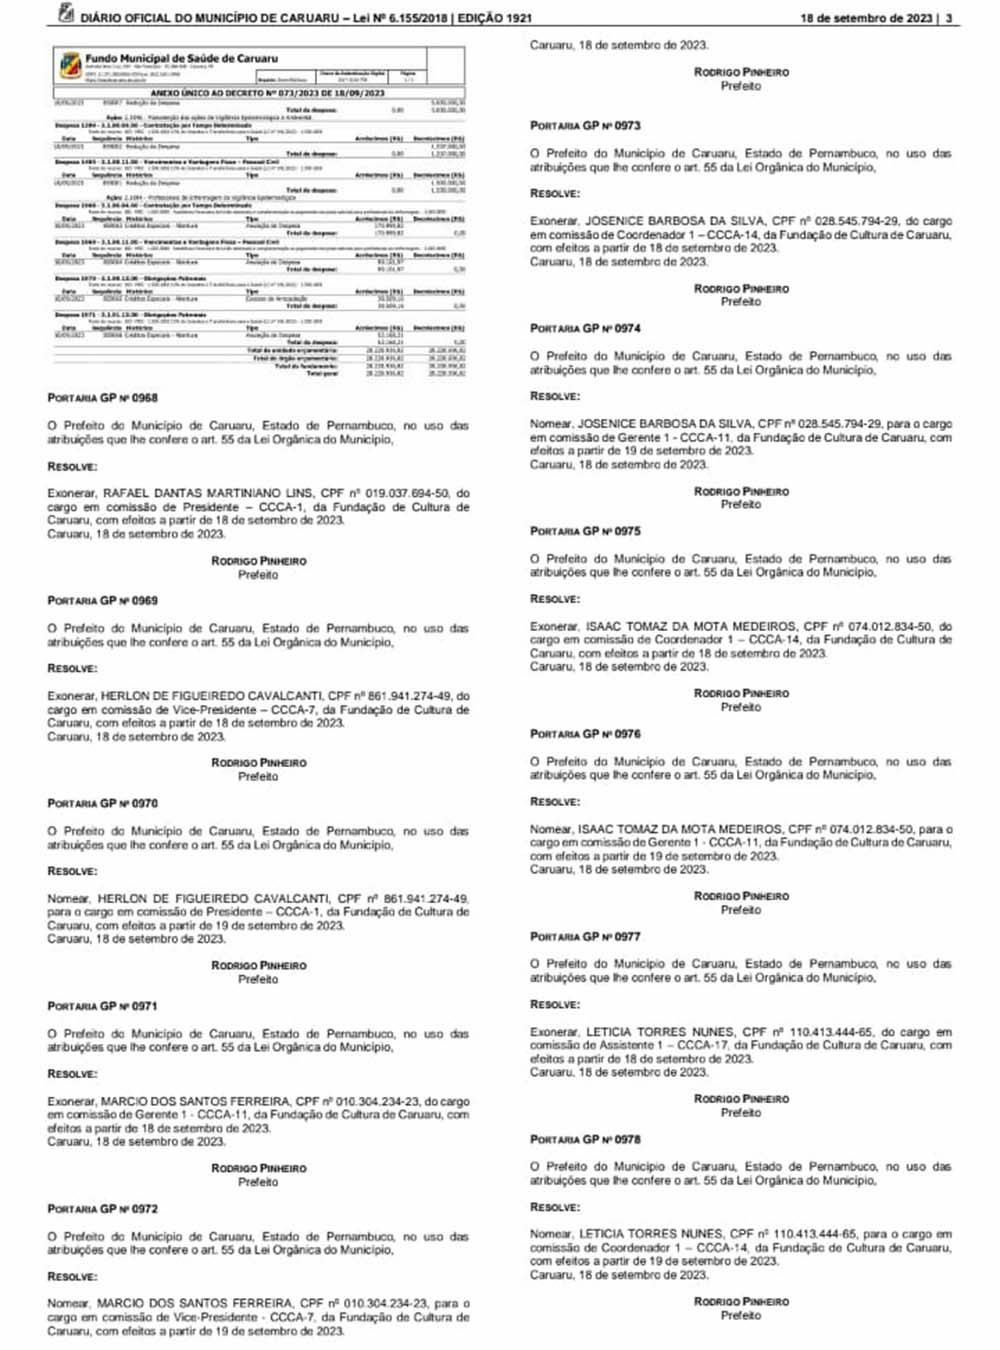 DIÁRIO OFICIAL DO MUNICÍPIO DE CARUARU – Lei Nº 6.155/2018 | EDIÇÃO 1921
18 de setembro de 2023 | 3
Fundo Municipal de Saúde de Caruaru
ANEXO ÚNICO AO DECRETO Nº 073/2023 DE 18/09/2023
PORTARIA GP Nº 0968
O Prefeito do Município de Caruaru, Estado de Pernambuco, no uso das
atribuições que lhe confere o art. 55 da Lei Orgânica do Município,
RESOLVE:
Exonerar, RAFAEL DANTAS MARTINIANO LINS, CPF nº 019.037.694-50, do
cargo em comissão de Presidente – CCCA-1, da Fundação de Cultura de
Caruaru, com efeitos a partir de 18 de setembro de 2023.
Caruaru, 18 de setembro de 2023.
RODRIGO PINHEIRO
Prefeito
PORTARIA GP Nº 0969
O Prefeito do Município de Caruaru, Estado de Pernambuco, no uso das
atribuições que lhe confere o art. 55 da Lei Orgânica do Município,
RESOLVE:
Exonerar, HERLON DE FIGUEIREDO CAVALCANTI, CPF nº 861.941.274-49, do
cargo em comissão de Vice-Presidente – CCCA-7, da Fundação de Cultura de
Caruaru, com efeitos a partir de 18 de setembro de 2023.
Caruaru, 18 de setembro de 2023.
RODRIGO PINHEIRO
Prefeito
PORTARIA GP Nº 0970
O Prefeito do Município de Caruaru, Estado de Pernambuco, no uso das
atribuições que lhe confere o art. 55 da Lei Orgânica do Município,
RESOLVE:
Nomear, HERLON DE FIGUEIREDO CAVALCANTI, CPF nº 861.941.274-49,
para o cargo em comissão de Presidente – CCCA-1, da Fundação de Cultura de
Caruaru, com efeitos a partir de 19 de setembro de 2023.
Caruaru, 18 de setembro de 2023.
RODRIGO PINHEIRO
Prefeito
PORTARIA GP Nº 0971
O Prefeito do Município de Caruaru, Estado de Pernambuco, no uso das
atribuições que lhe confere o art. 55 da Lei Orgânica do Município,
RESOLVE:
Exonerar, MARCIO DOS SANTOS FERREIRA, CPF nº 010.304.234-23, do cargo
em comissão de Gerente 1 - CCCA-11, da Fundação de Cultura de Caruaru, com
efeitos a partir de 18 de setembro de 2023.
Caruaru, 18 de setembro de 2023.
RODRIGO PINHEIRO
Prefeito
PORTARIA GP Nº 0972
O Prefeito do Município de Caruaru, Estado de Pernambuco, no uso das
atribuições que lhe confere o art. 55 da Lei Orgânica do Município,
RESOLVE:
Nomear, MARCIO DOS SANTOS FERREIRA, CPF nº 010.304.234-23, para o
cargo em comissão de Vice-Presidente - CCCA-7, da Fundação de Cultura de
Caruaru, com efeitos a partir de 19 de setembro de 2023.
Caruaru, 18 de setembro de 2023.
RODRIGO PINHEIRO
Prefeito
PORTARIA GP Nº 0973
O Prefeito do Município de Caruaru, Estado de Pernambuco, no uso das
atribuições que lhe confere o art. 55 da Lei Orgânica do Município,
RESOLVE:
Exonerar, JOSENICE BARBOSA DA SILVA, CPF nº 028.545.794-29, do cargo
em comissão de Coordenador 1 – CCCA-14, da Fundação de Cultura de Caruaru,
com efeitos a partir de 18 de setembro de 2023.
Caruaru, 18 de setembro de 2023.
RODRIGO PINHEIRO
Prefeito
PORTARIA GP Nº 0974
O Prefeito do Município de Caruaru, Estado de Pernambuco, no uso das
atribuições que lhe confere o art. 55 da Lei Orgânica do Município,
RESOLVE:
Nomear, JOSENICE BARBOSA DA SILVA, CPF nº 028.545.794-29, para o cargo
em comissão de Gerente 1 - CCCA-11, da Fundação de Cultura de Caruaru, com
efeitos a partir de 19 de setembro de 2023.
Caruaru, 18 de setembro de 2023.
RODRIGO PINHEIRO
Prefeito
PORTARIA GP Nº 0975
O Prefeito do Município de Caruaru, Estado de Pernambuco, no uso das
atribuições que lhe confere o art. 55 da Lei Orgânica do Município,
RESOLVE:
Exonerar, ISAAC TOMAZ DA MOTA MEDEIROS, CPF nº 074.012.834-50, do
cargo em comissão de Coordenador 1 – CCCA-14, da Fundação de Cultura de
Caruaru, com efeitos a partir de 18 de setembro de 2023.
Caruaru, 18 de setembro de 2023.
RODRIGO PINHEIRO
Prefeito
PORTARIA GP Nº 0976
O Prefeito do Município de Caruaru, Estado de Pernambuco, no uso das
atribuições que lhe confere o art. 55 da Lei Orgânica do Município,
RESOLVE:
Nomear, ISAAC TOMAZ DA MOTA MEDEIROS, CPF nº 074.012.834-50, para o
cargo em comissão de Gerente 1 - CCCA-11, da Fundação de Cultura de Caruaru,
com efeitos a partir de 19 de setembro de 2023.
Caruaru, 18 de setembro de 2023.
RODRIGO PINHEIRO
Prefeito
PORTARIA GP Nº 0977
O Prefeito do Município de Caruaru, Estado de Pernambuco, no uso das
atribuições que lhe confere o art. 55 da Lei Orgânica do Município,
RESOLVE:
Exonerar, LETICIA TORRES NUNES, CPF nº 110.413.444-65, do cargo em
comissão de Assistente 1 – CCCA-17, da Fundação de Cultura de Caruaru, com
efeitos a partir de 18 de setembro de 2023.
Caruaru, 18 de setembro de 2023.
RODRIGO PINHEIRO
Prefeito
PORTARIA GP Nº 0978
O Prefeito do Município de Caruaru, Estado de Pernambuco, no uso das
atribuições que lhe confere o art. 55 da Lei Orgânica do Município,
RESOLVE:
Nomear, LETICIA TORRES NUNES, CPF nº 110.413.444-65, para o cargo em
comissão de Coordenador 1 – CCCA-14, da Fundação de Cultura de Caruaru,
com efeitos a partir de 19 de setembro de 2023.
Caruaru, 18 de setembro de 2023.
RODRIGO PINHEIRO
Prefeito